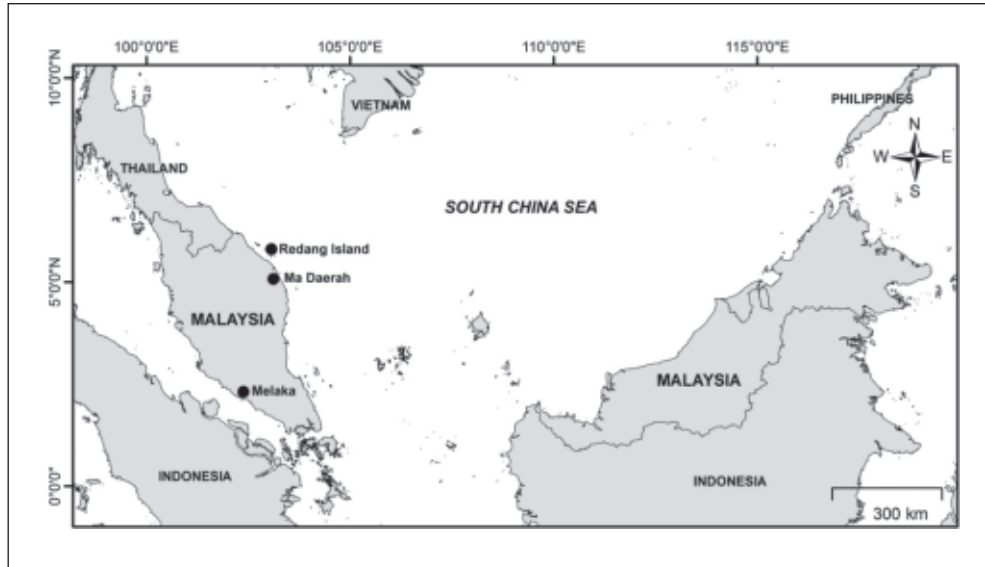 100°0'0"E 105°0'0"E 110°0'0"E 115°0'0"E
10°0'0"N
VIETNAM
PHILIPPINES
N
W E
S
THAILAND
SOUTH CHINA SEA
Redang Island
5°0'0"N
Ma Daerah
MALAYSIA
MALAYSIA
Melaka
INDONESIA
INDONESIA
0°0'0"
300 km